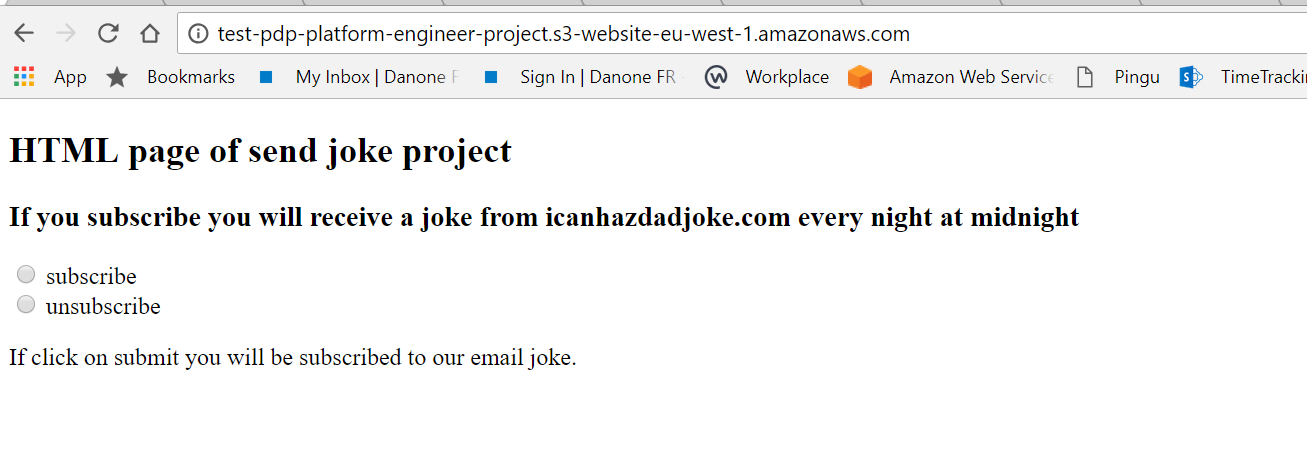 test-pdp-platform-engineer-project.s3-website-eu-west-1.amazonaws.com
App Bookmarks My Inbox | Danone F Sign In | Danone FR Workplace Amazon Web Service Pingu TimeTrackin
HTML page of send joke project
If you subscribe you will receive a joke from icanhazdadjoke.com every night at midnight
subscribe
unsubscribe
If click on submit you will be subscribed to our email joke.